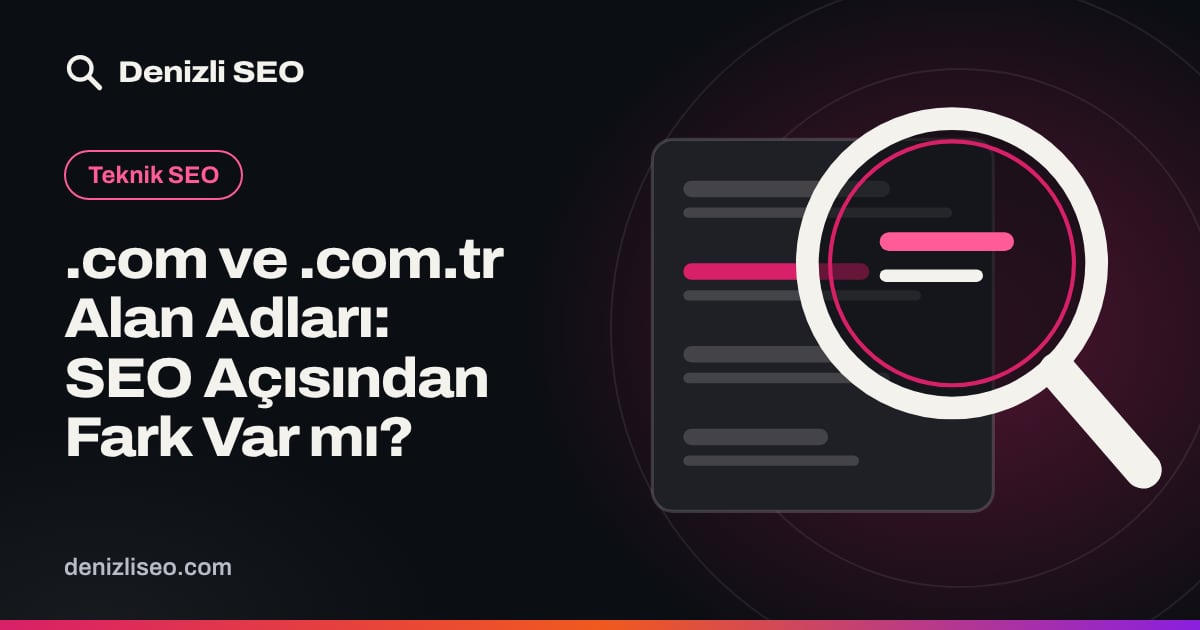 Denizli SEO
Teknik SEO
.com ve .com.tr
Alan Adları:
SEO Açısından
Fark Var mı?
denizliseo.com